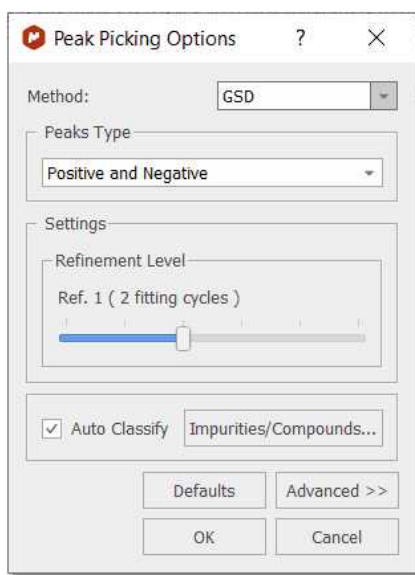 Peak Picking Options ?
Method: GSD
Peaks Type
Positive and Negative
Settings
Refinement Level
Ref. 1 ( 2 fitting cycles )
Auto Classify Impurities/Compounds...
Defaults Advanced >>
OK Cancel